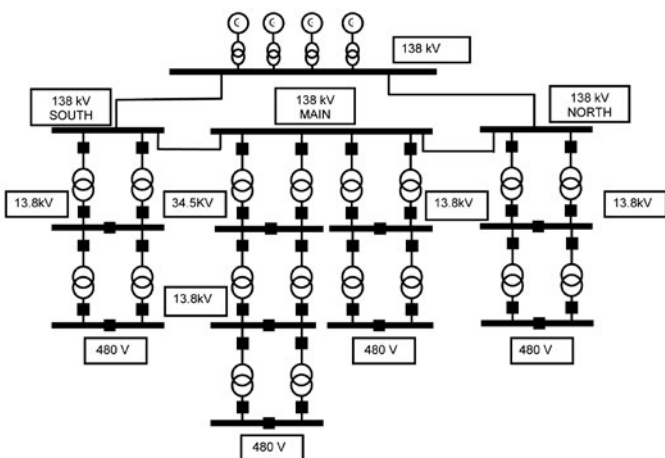 C C C C
138 kV
138 kV
SOUTH
138 kV
MAIN
138 kV
NORTH
13.8kV
34.5KV
13.8kV
13.8kV
13.8kV
480 V
480 V
480 V
480 V